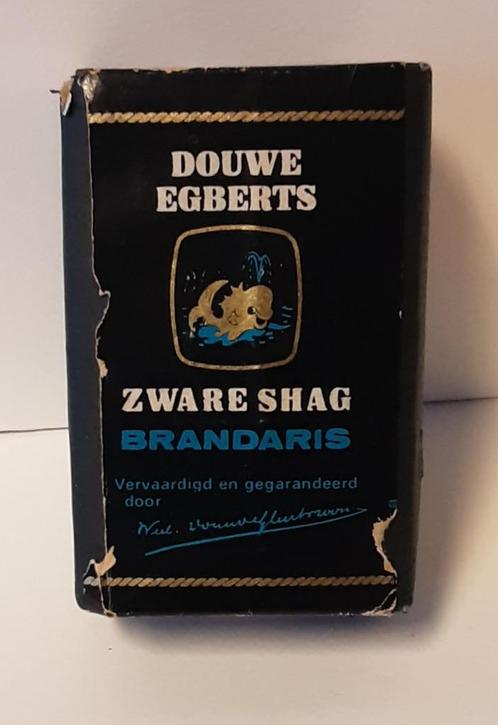 DOUWE
EGBERTS
ZWARE SHAG
BRANDARIS
Vervaardigd en gegarandeerd
door